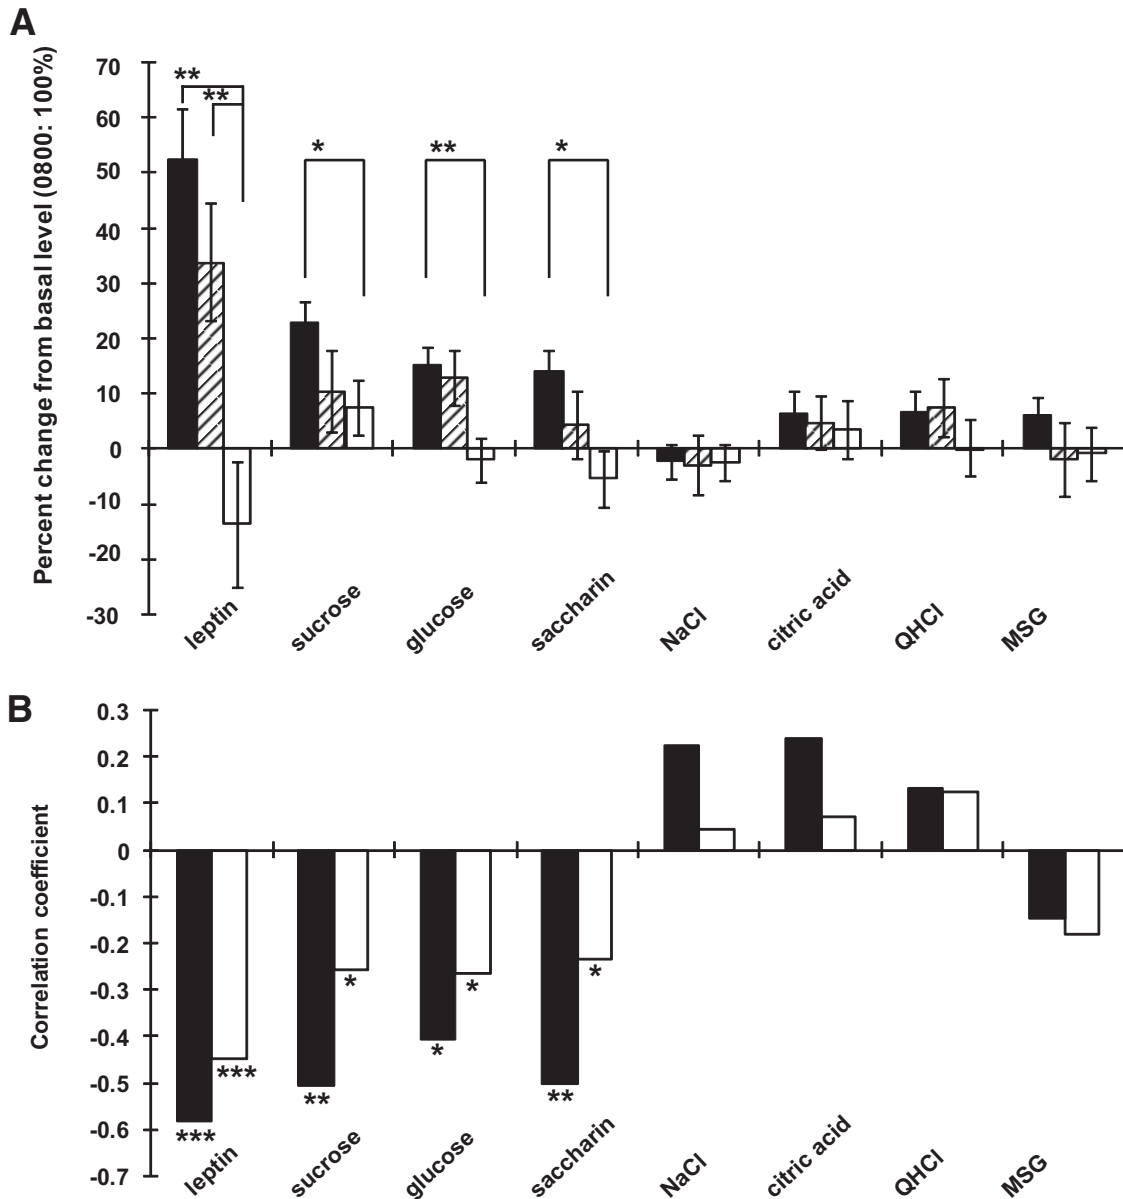 A
Percent change from basal level (0800: 100%)
70
60
50
40
30
20
10
0
-10
-20
-30
**
**
*
**
*
leptin
sucrose
glucose
saccharin
NaCl
citric acid
QHCl
MSG
B
Correlation coefficient
0.3
0.2
0.1
0
-0.1
-0.2
-0.3
-0.4
-0.5
-0.6
-0.7
***
***
**
*
*
*
**
*
leptin
sucrose
glucose
saccharin
NaCl
citric acid
QHCl
MSG